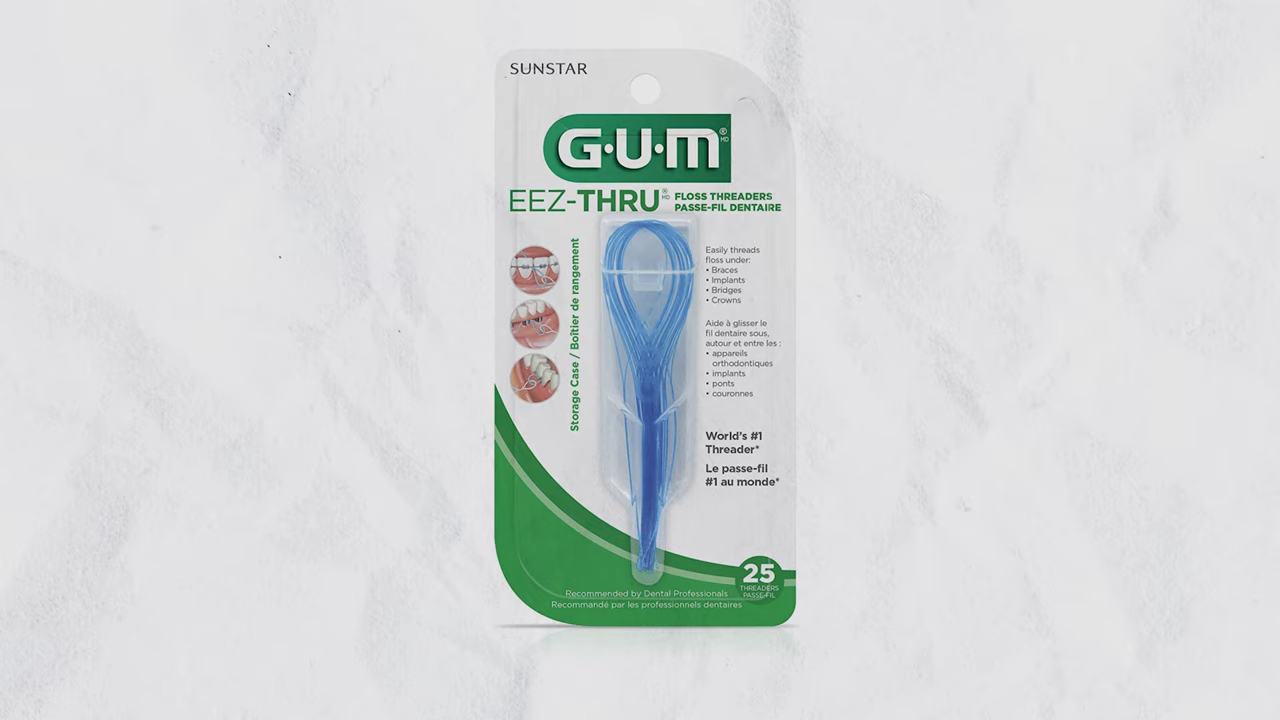 SUNSTAR
G·U·M® MD
EEZ-THRU® MD
FLOSS THREADERS
PASSE-FIL DENTAIRE
Storage Case / Boîtier de rangement
Easily threads
floss under:
• Braces
• Implants
• Bridges
• Crowns
Aide à glisser le
fil dentaire sous,
autour et entre les :
• appareils
orthodontiques
• implants
• ponts
• couronnes
World's #1
Threader*
Le passe-fil
#1 au monde*
25
THREADERS
PASSE-FIL
Recommended by Dental Professionals
Recommandé par les professionnels dentaires